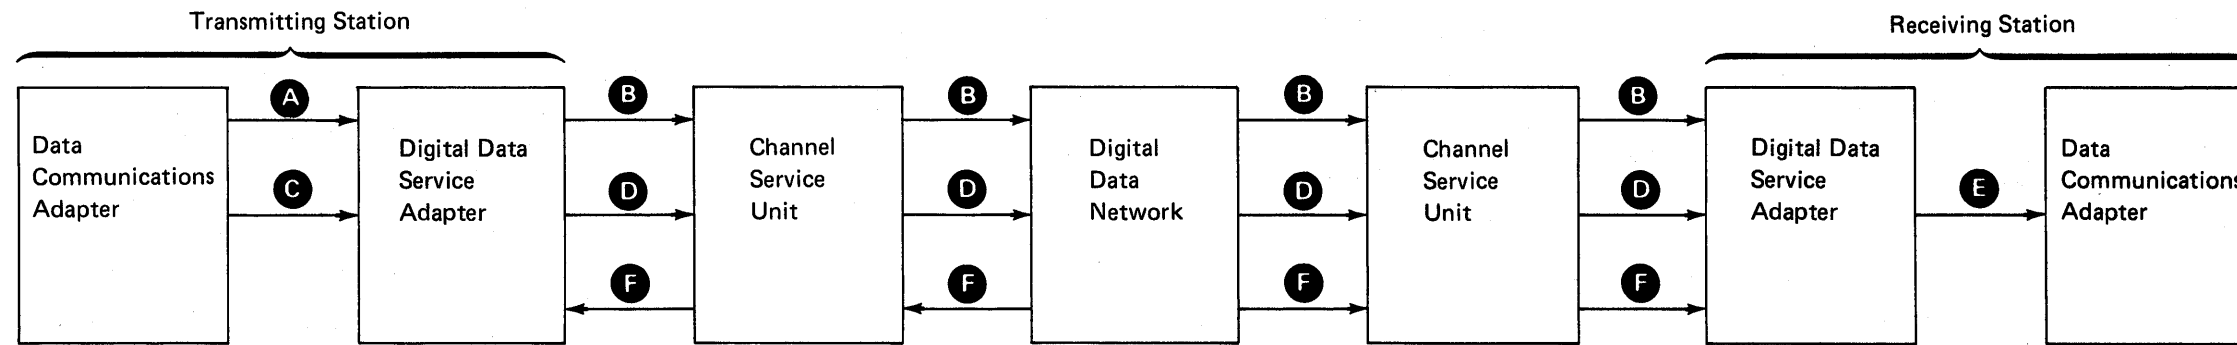 Transmitting Station
Receiving Station
A
B
B
B
B
Data
Communications
Adapter
Digital Data
Service
Adapter
Channel
Service
Unit
Digital
Data
Network
Channel
Service
Unit
Digital Data
Service
Adapter
Data
Communications
Adapter
C
D
D
D
D
E
F
F
F
F